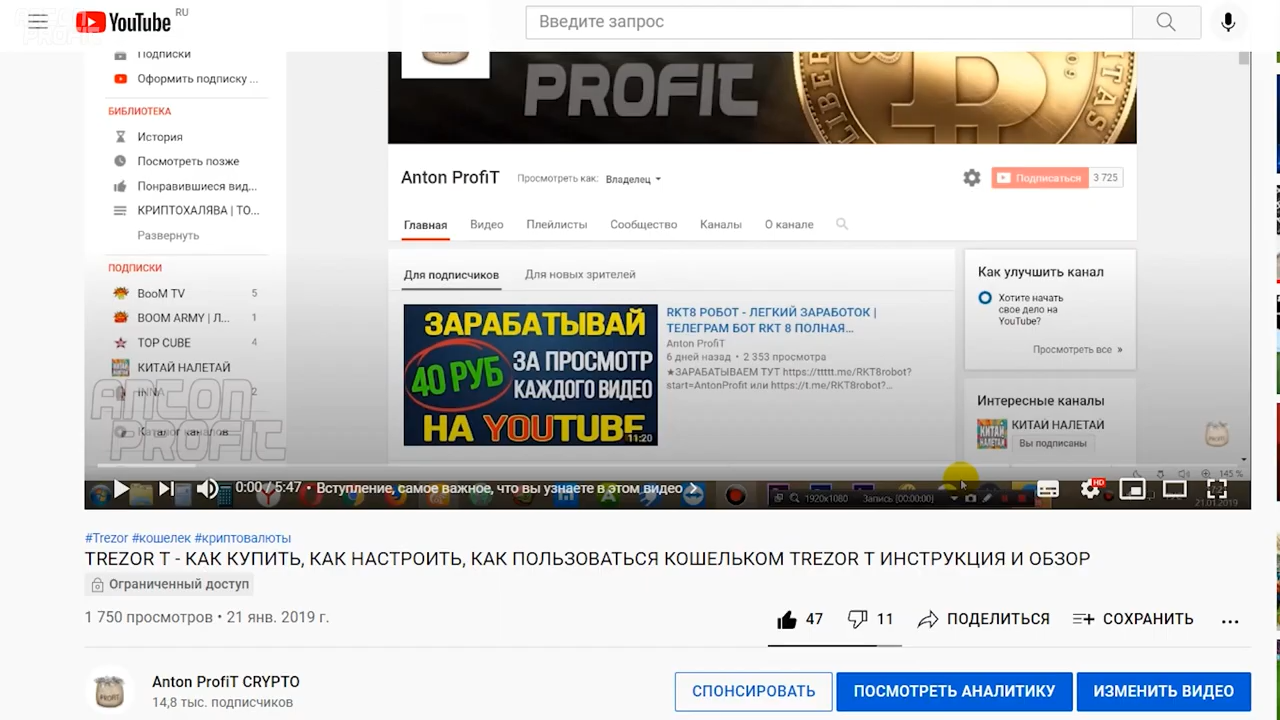 YouTube RU
Введите запрос
Подписки
Оформить подписку ...
БИБЛИОТЕКА
История
Посмотреть позже
Понравившиеся вид...
КРИПТОХАЛЯВА | ТО...
Развернуть
ПОДПИСКИ
BooM TV 5
BOOM ARMY | Л... 1
TOP CUBE 4
КИТАЙ НАЛЕТАЙ
INNA 2
Каталог каналов
ANTON
PROFIT
PROFIT
Anton ProfiT Просмотреть как: Владелец
Подписаться 3 725
Главная Видео Плейлисты Сообщество Каналы О канале
Для подписчиков Для новых зрителей
ЗАРАБАТЫВАЙ
40 РУБ ЗА ПРОСМОТР
КАЖДОГО ВИДЕО
НА YOUTUBE
11:20
RKT8 РОБОТ - ЛЕГКИЙ ЗАРАБОТОК |
ТЕЛЕГРАМ БОТ RKT 8 ПОЛНАЯ...
Anton ProfiT
6 дней назад • 2 353 просмотра
★ЗАРАБАТЫВАЕМ ТУТ https://ttttt.me/RKT8robot?
start=AntonProfit или https://t.me/RKT8robot?...
Как улучшить канал
Хотите начать
свое дело на
YouTube?
Просмотреть все »
Интересные каналы
КИТАЙ НАЛЕТАЙ
Вы подписаны
145 %
0:00 / 5:47 • Вступление, самое важное, что вы узнаете в этом видео
1920x1080 Запись [00:00:00]
HD
21.01.2019
#Trezor #кошелек #криптовалюты
TREZOR T - КАК КУПИТЬ, КАК НАСТРОИТЬ, КАК ПОЛЬЗОВАТЬСЯ КОШЕЛЬКОМ TREZOR T ИНСТРУКЦИЯ И ОБЗОР
Ограниченный доступ
1 750 просмотров • 21 янв. 2019 г.
47 11 ПОДЕЛИТЬСЯ СОХРАНИТЬ ...
Anton ProfiT CRYPTO
14,8 тыс. подписчиков
СПОНСИРОВАТЬ ПОСМОТРЕТЬ АНАЛИТИКУ ИЗМЕНИТЬ ВИДЕО